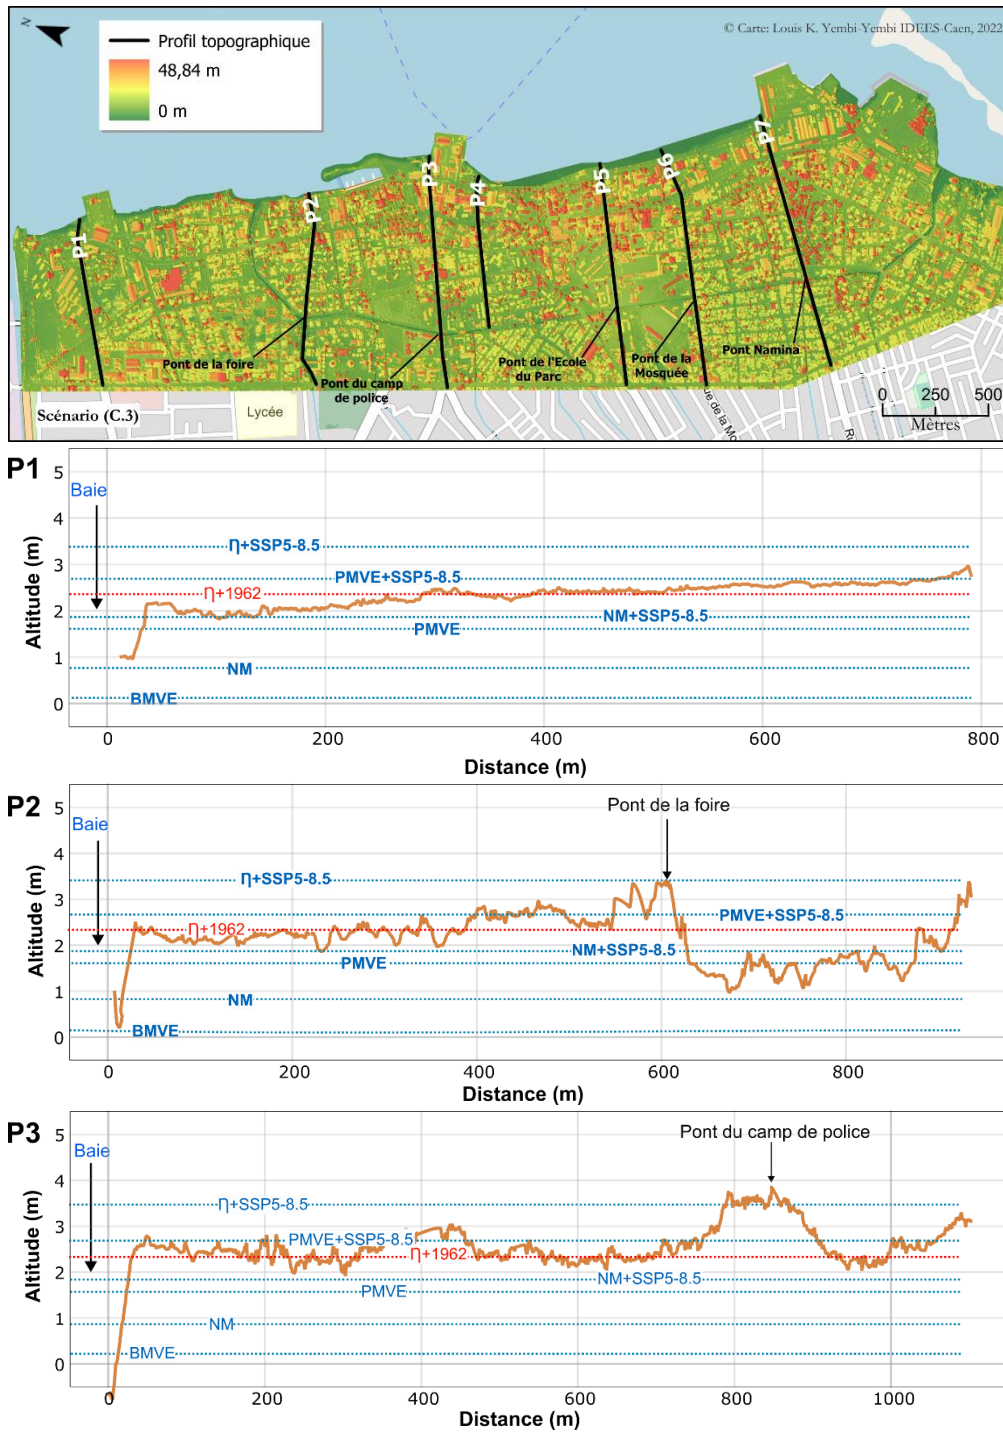 N
Profil topographique
48,84 m
0 m
© Carte: Louis K. Yembi-Yembi IDEES-Caen, 2022
P1
P2
P3
P4
P5
P6
P7
Pont de la foire
Pont du camp
de police
Pont de l'Ecole
du Parc
Pont de la
Mosquée
Pont Namina
Scénario (C.3)
Lycée
ue de la Mo
Ru
0 250 500
Mètres
P1
Baie
Altitude (m)
5
4
3
2
1
0
η+SSP5-8.5
PMVE+SSP5-8.5
η+1962
NM+SSP5-8.5
PMVE
NM
BMVE
0 200 400 600 800
Distance (m)
P2
Baie
Pont de la foire
Altitude (m)
5
4
3
2
1
0
η+SSP5-8.5
PMVE+SSP5-8.5
η+1962
NM+SSP5-8.5
PMVE
NM
BMVE
0 200 400 600 800
Distance (m)
P3
Baie
Pont du camp de police
Altitude (m)
5
4
3
2
1
0
η+SSP5-8.5
PMVE+SSP5-8.5
η+1962
NM+SSP5-8.5
PMVE
NM
BMVE
0 200 400 600 800 1000
Distance (m)